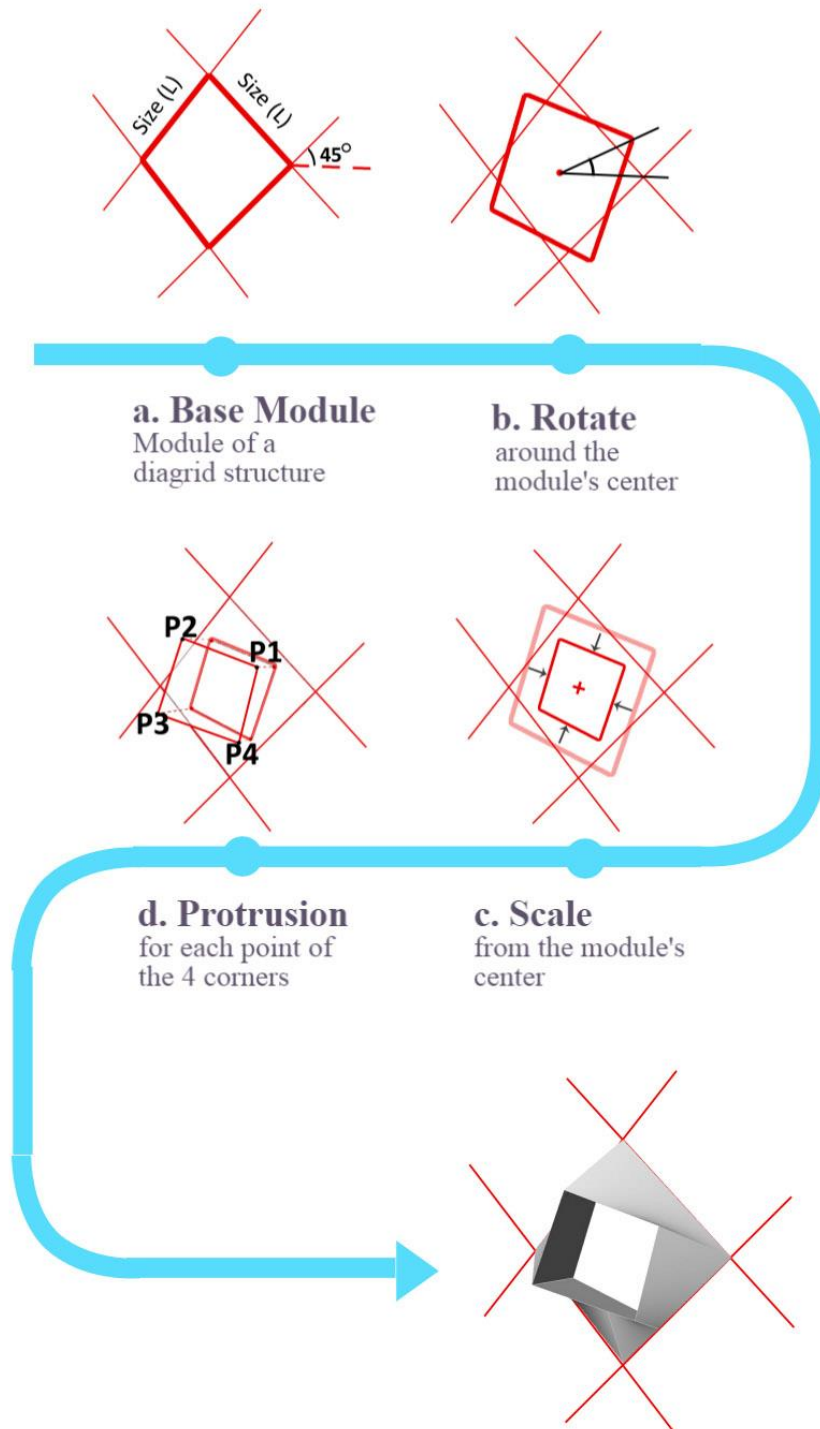 Size (L)
Size (L)
45°
a. Base Module
Module of a
diagrid structure
b. Rotate
around the
module's center
P2
P1
P3
P4
d. Protrusion
for each point of
the 4 corners
c. Scale
from the module's
center